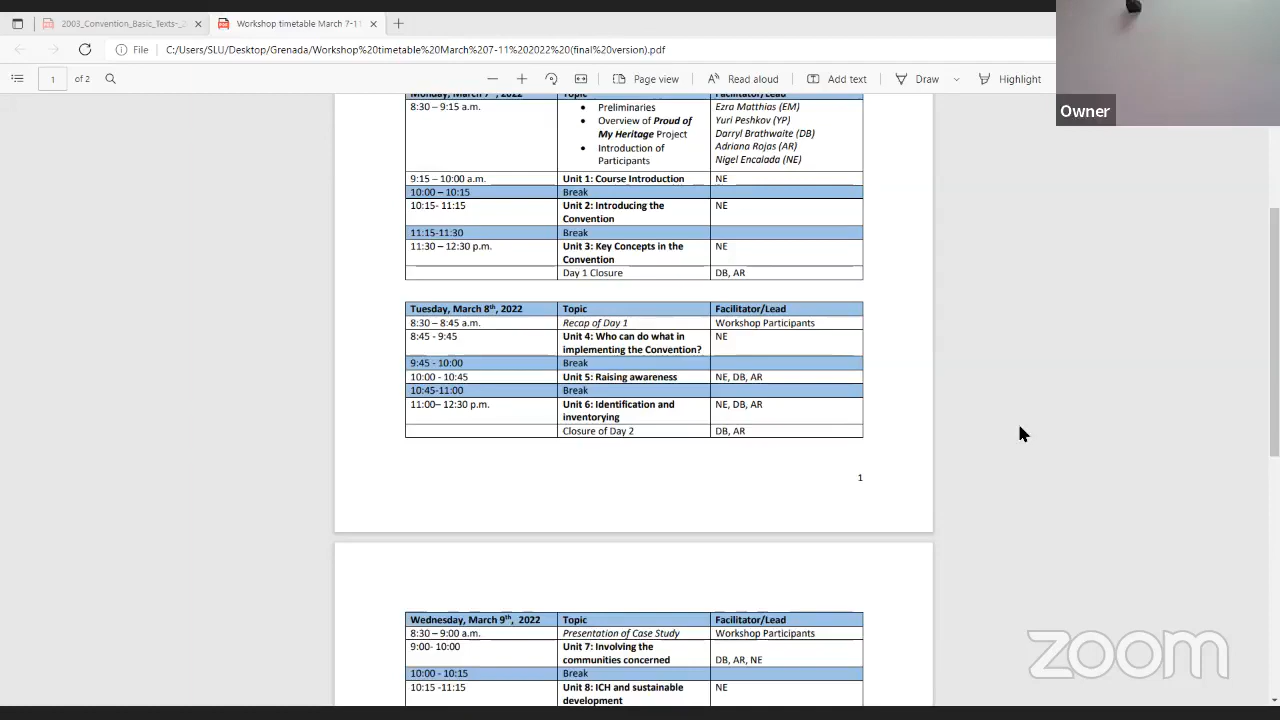 2003_Convention_Basic_Texts-_2
Workshop timetable March 7-11
File
C:/Users/SLU/Desktop/Grenada/Workshop%20timetable%20March%207-11%202022%20(final%20version).pdf
1
of 2
Page view
Read aloud
Add text
Draw
Highlight
Owner
Monday, March 7th, 2022 Topic Facilitator/Lead
8:30 – 9:15 a.m.
• Preliminaries
• Overview of Proud of
My Heritage Project
• Introduction of
Participants
Ezra Matthias (EM)
Yuri Peshkov (YP)
Darryl Brathwaite (DB)
Adriana Rojas (AR)
Nigel Encalada (NE)
9:15 – 10:00 a.m. Unit 1: Course Introduction NE
10:00 – 10:15 Break
10:15- 11:15 Unit 2: Introducing the NE
Convention
11:15-11:30 Break
11:30 – 12:30 p.m. Unit 3: Key Concepts in the NE
Convention
Day 1 Closure DB, AR
Tuesday, March 8th, 2022 Topic Facilitator/Lead
8:30 – 8:45 a.m. Recap of Day 1 Workshop Participants
8:45 - 9:45 Unit 4: Who can do what in NE
implementing the Convention?
9:45 - 10:00 Break
10:00 - 10:45 Unit 5: Raising awareness NE, DB, AR
10:45-11:00 Break
11:00– 12:30 p.m. Unit 6: Identification and NE, DB, AR
inventorying
Closure of Day 2 DB, AR
1
Wednesday, March 9th, 2022 Topic Facilitator/Lead
8:30 – 9:00 a.m. Presentation of Case Study Workshop Participants
9:00- 10:00 Unit 7: Involving the
communities concerned DB, AR, NE
10:00 - 10:15 Break
10:15 -11:15 Unit 8: ICH and sustainable NE
development
zoom